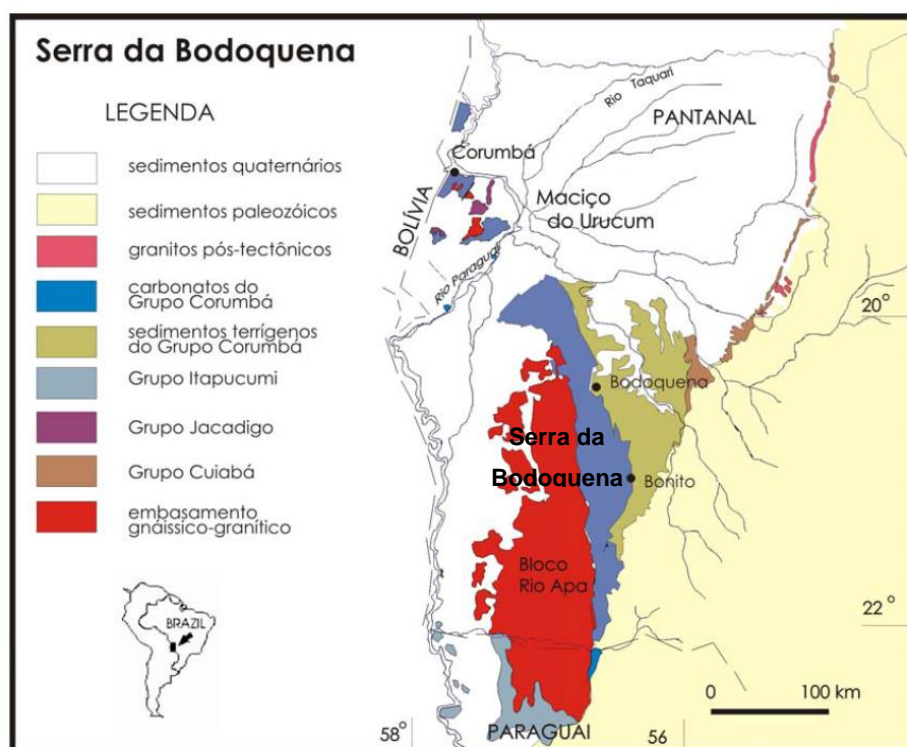 Serra da Bodoquena
LEGENDA
sedimentos quaternários
sedimentos paleozóicos
granitos pós-tectônicos
carbonatos do
Grupo Corumbá
sedimentos terrígenos
do Grupo Corumbá
Grupo Itapucumi
Grupo Jacadigo
Grupo Cuiabá
embasamento
gnáissico-granítico
BRAZIL
Rio Taquari
PANTANAL
Corumbá
Maciço
do Urucum
BOLÍVIA
Rio Paraguai
20°
Bodoquena
Serra da
Bodoquena
Bonito
Bloco
Rio Apa
22°
0 100 km
PARAGUAI
58° 56